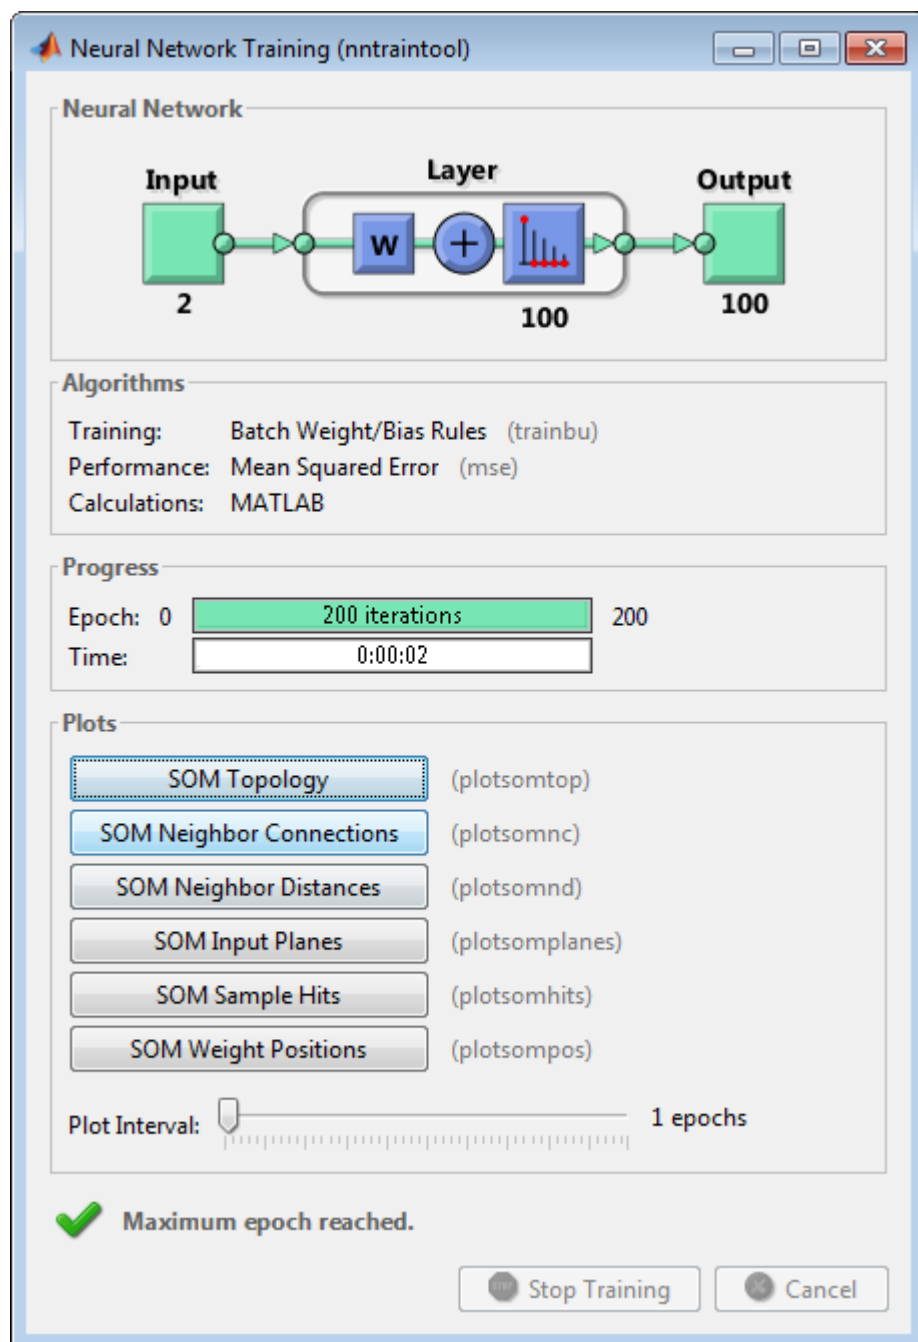 Neural Network Training (nntraintool)
Neural Network
Input
Layer
Output
W
+
2
100
100
Algorithms
Training: Batch Weight/Bias Rules (trainbu)
Performance: Mean Squared Error (mse)
Calculations: MATLAB
Progress
Epoch: 0 200 iterations 200
Time: 0:00:02
Plots
SOM Topology (plotsomtop)
SOM Neighbor Connections (plotsomnc)
SOM Neighbor Distances (plotsomnd)
SOM Input Planes (plotsomplanes)
SOM Sample Hits (plotsomhits)
SOM Weight Positions (plotsompos)
Plot Interval: 1 epochs
Maximum epoch reached.
Stop Training Cancel